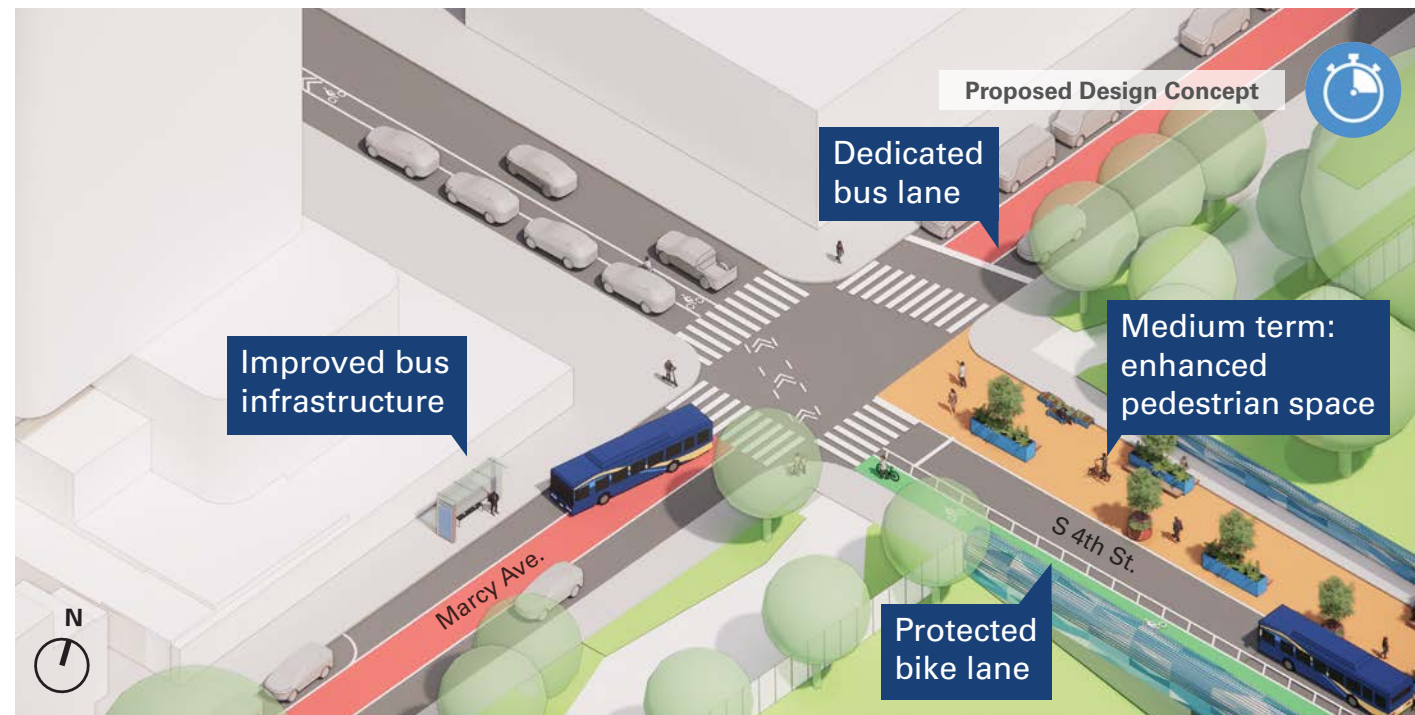 Proposed Design Concept
Dedicated
bus lane
Medium term:
enhanced
pedestrian space
Improved bus
infrastructure
S 4th St.
Marcy Ave.
Protected
bike lane
N